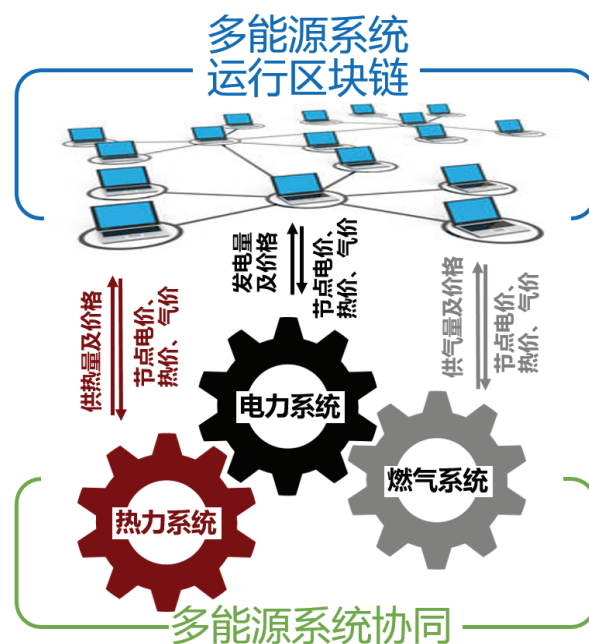 多能源系统
运行区块链
供热量及价格
节点电价、
热价、气价
发电量
及价格
节点电价、
热价、气价
供气量及价格
节点电价、
热价、气价
电力系统
燃气系统
热力系统
多能源系统协同